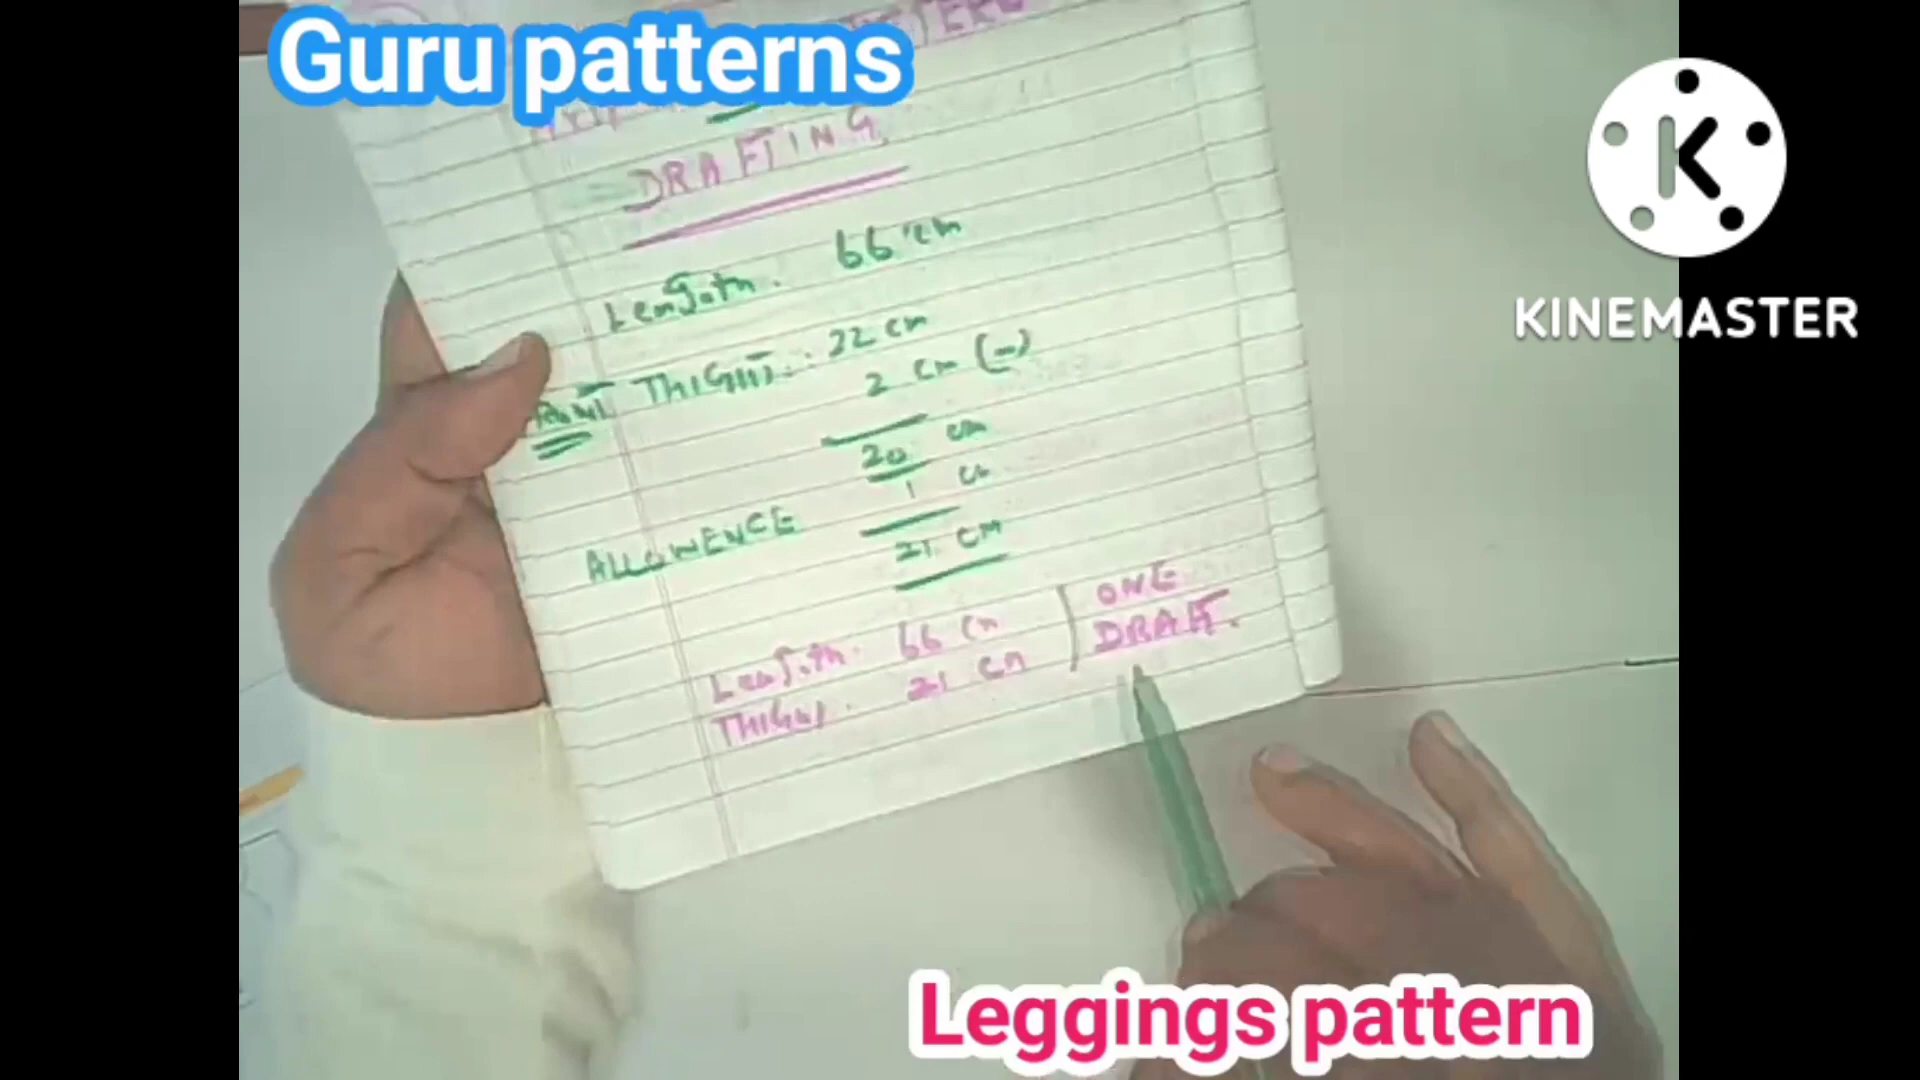 Guru patterns
DRAFTING
Length. 66 cm
FRONT THIGH: 22 cm
2 cm (-)
20 cm
1 cm
ALLOWENCE
21 cm
Length. 66 cm
ONE
THIGH. 21 cm
DRAFT.
K
KINEMASTER
Leggings pattern